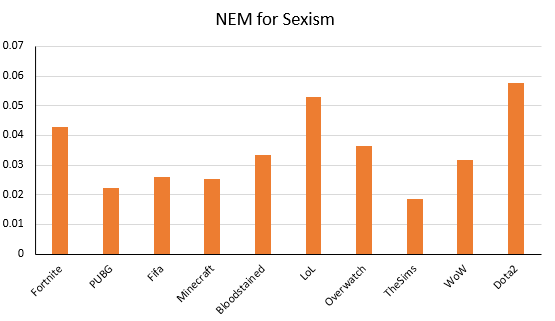 NEM for Sexism
0.07
0.06
0.05
0.04
0.03
0.02
0.01
0
Fortnite
PUBG
Fifa
Minecraft
Bloodstained
LoL
Overwatch
TheSims
WoW
Dota2